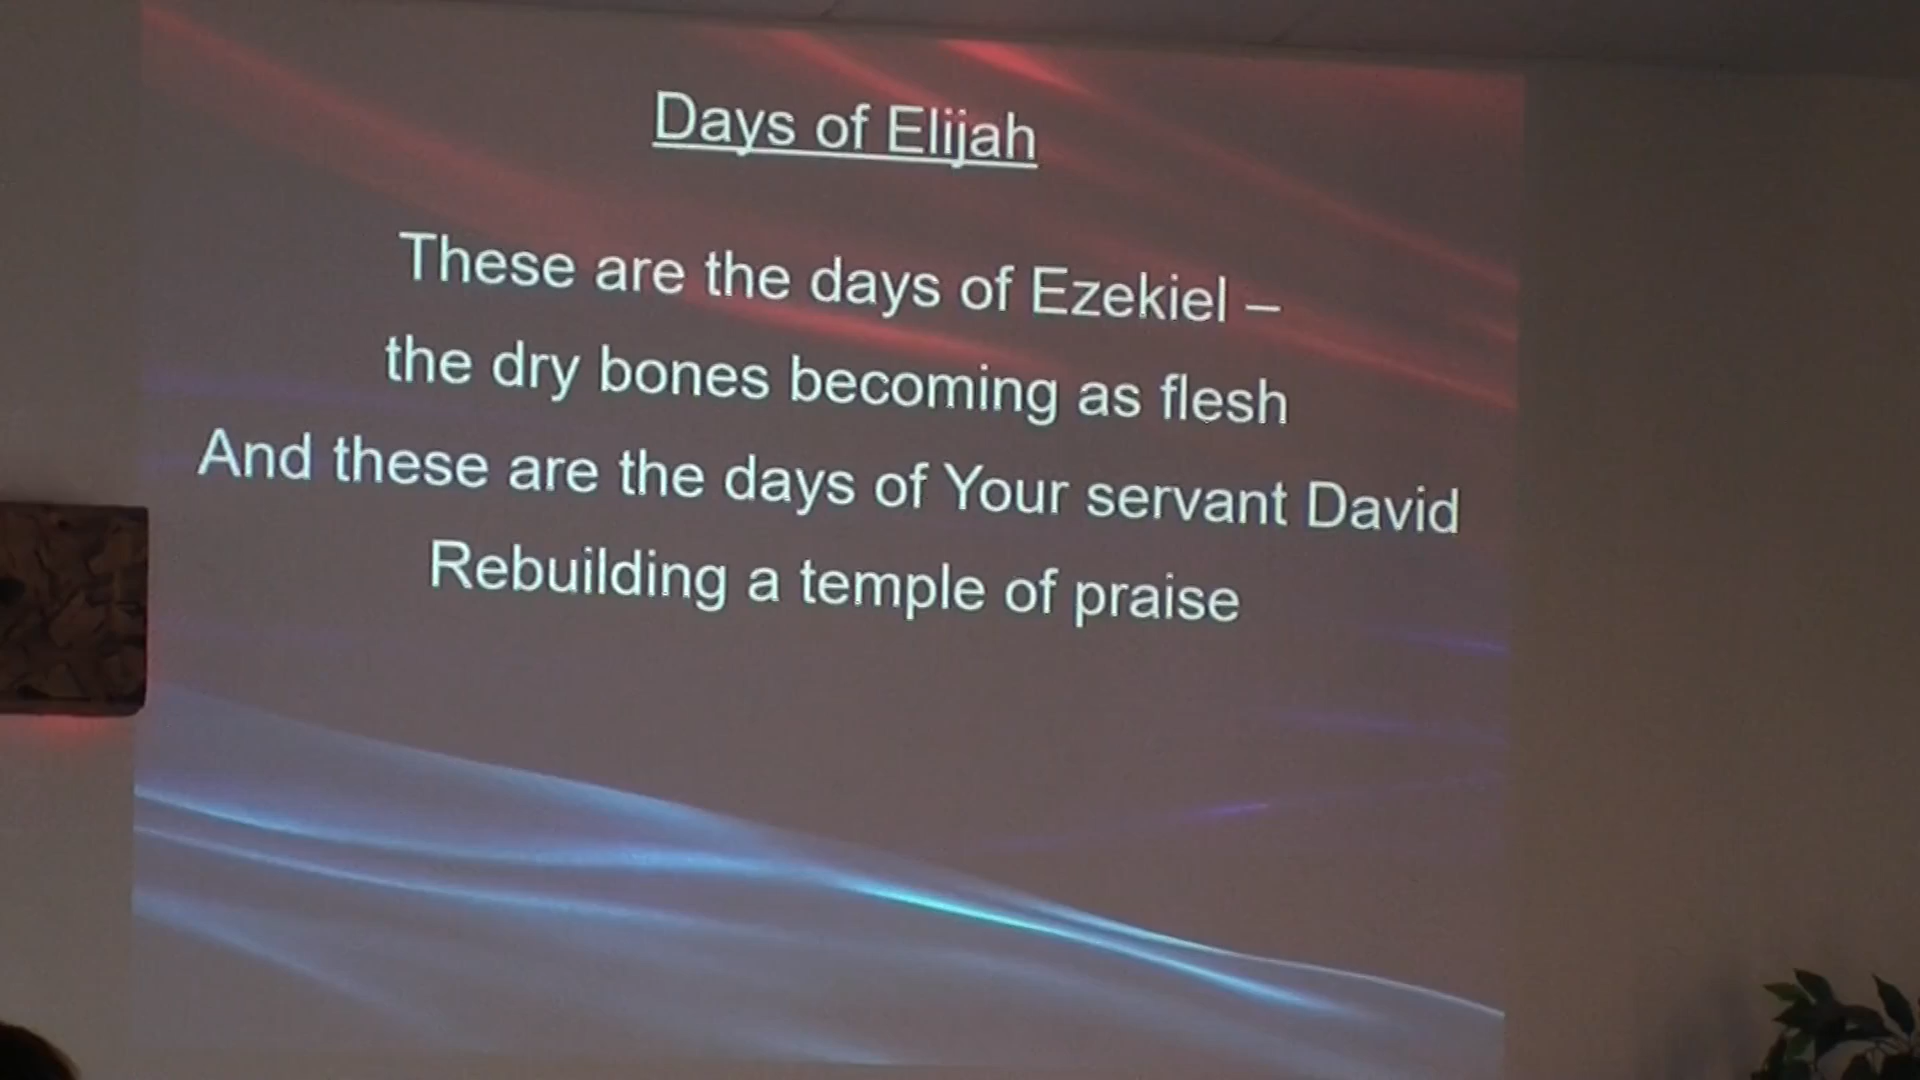 Days of Elijah
These are the days of Ezekiel –
the dry bones becoming as flesh
And these are the days of Your servant David
Rebuilding a temple of praise